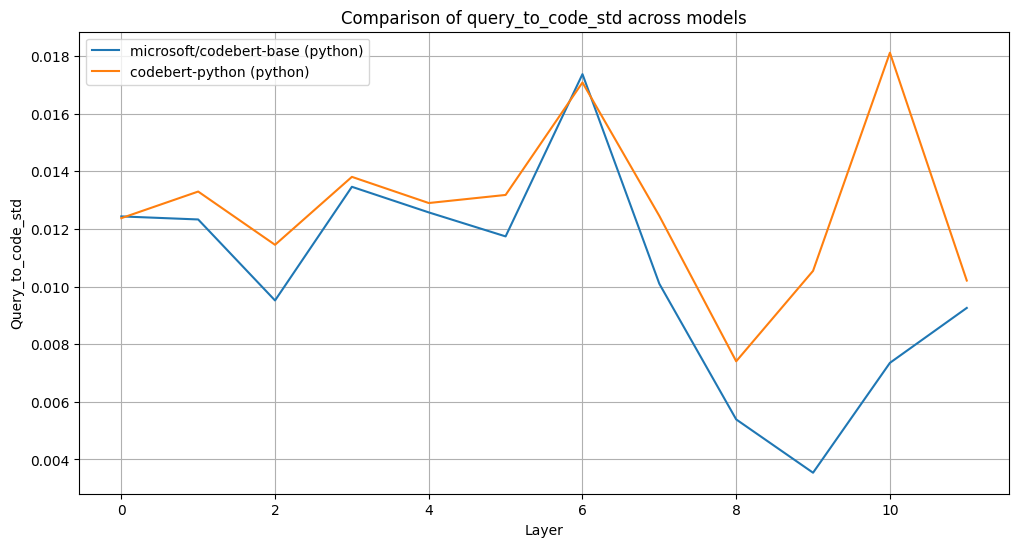 Comparison of query_to_code_std across models
microsoft/codebert-base (python)
codebert-python (python)
Query_to_code_std
0.018
0.016
0.014
0.012
0.010
0.008
0.006
0.004
0 2 4 6 8 10
Layer